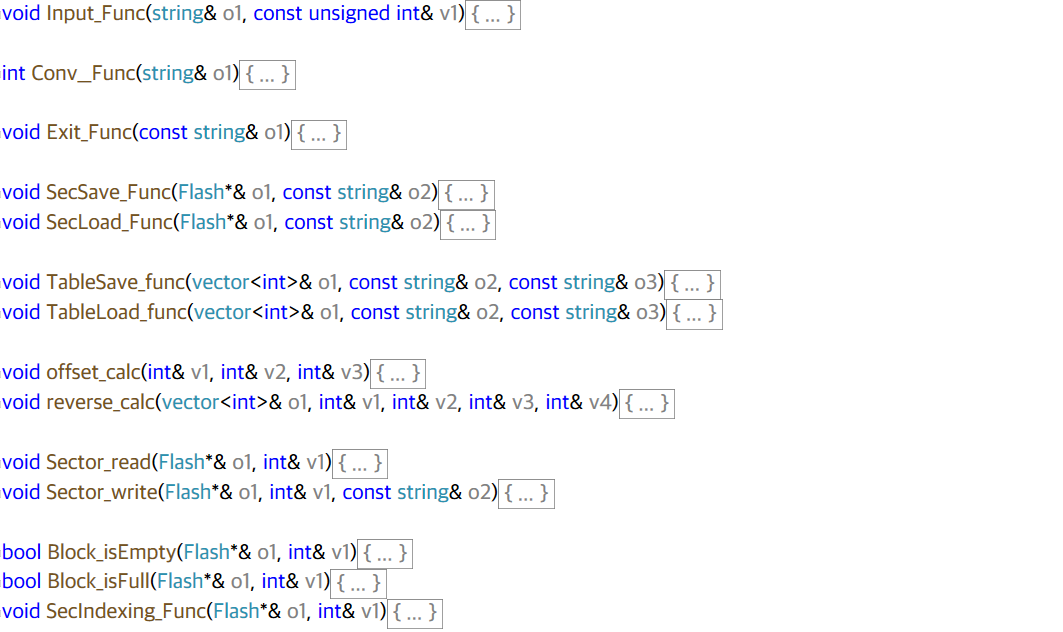 void Input_Func(string& o1, const unsigned int& v1){ ... }
int Conv__Func(string& o1){ ... }
void Exit_Func(const string& o1){ ... }
void SecSave_Func(Flash*& o1, const string& o2){ ... }
void SecLoad_Func(Flash*& o1, const string& o2){ ... }
void TableSave_func(vector<int>& o1, const string& o2, const string& o3){ ... }
void TableLoad_func(vector<int>& o1, const string& o2, const string& o3){ ... }
void offset_calc(int& v1, int& v2, int& v3){ ... }
void reverse_calc(vector<int>& o1, int& v1, int& v2, int& v3, int& v4){ ... }
void Sector_read(Flash*& o1, int& v1){ ... }
void Sector_write(Flash*& o1, int& v1, const string& o2){ ... }
bool Block_isEmpty(Flash*& o1, int& v1){ ... }
bool Block_isFull(Flash*& o1, int& v1){ ... }
void SecIndexing_Func(Flash*& o1, int& v1){ ... }